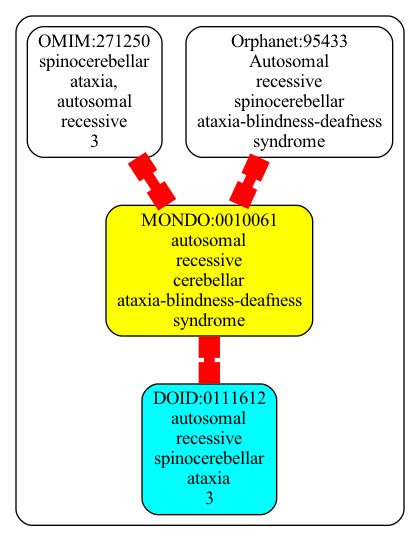 OMIM:271250
spinocerebellar
ataxia,
autosomal
recessive
3
Orphanet:95433
Autosomal
recessive
spinocerebellar
ataxia-blindness-deafness
syndrome
MONDO:0010061
autosomal
recessive
cerebellar
ataxia-blindness-deafness
syndrome
DOID:0111612
autosomal
recessive
spinocerebellar
ataxia
3